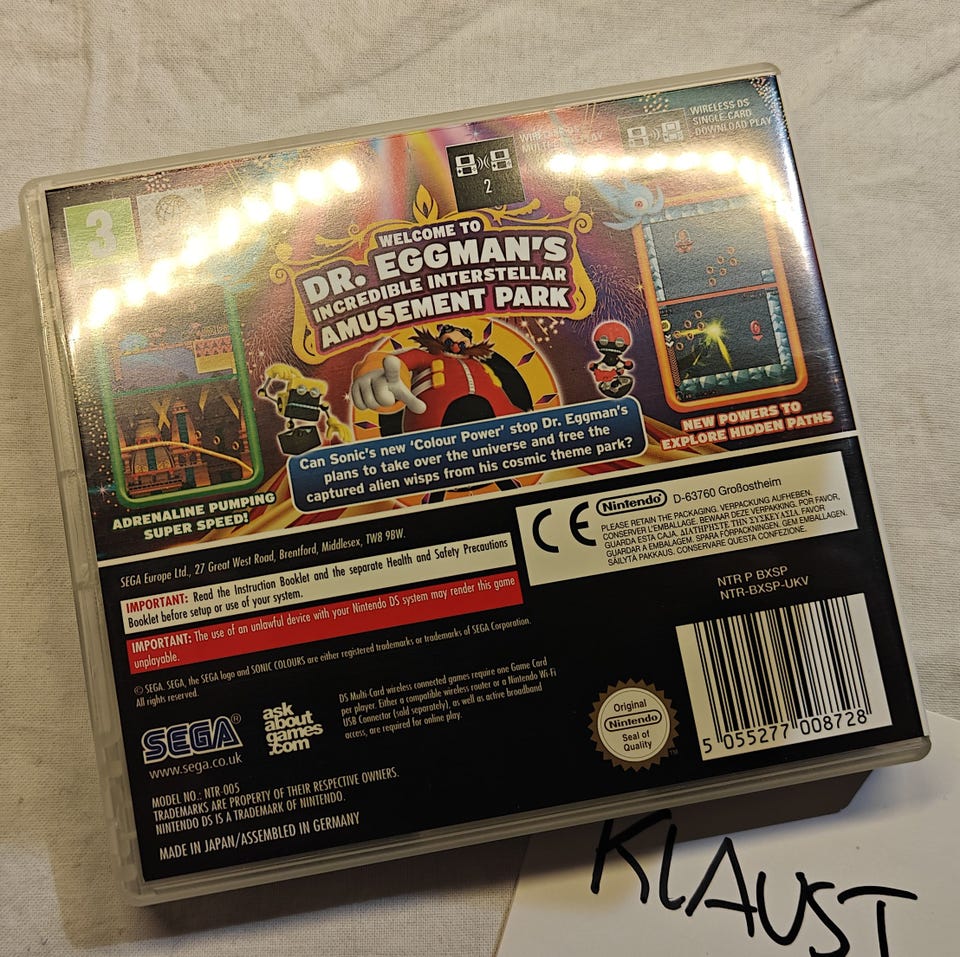 3
WIRELESS DS
2
WIRELESS DS
SINGLE-CARD
DOWNLOAD PLAY
WELCOME TO
DR. EGGMAN'S
INCREDIBLE INTERSTELLAR
AMUSEMENT PARK
Can Sonic's new 'Colour Power' stop Dr. Eggman's
plans to take over the universe and free the
captured alien wisps from his cosmic theme park?
ADRENALINE PUMPING
SUPER SPEED!
NEW POWERS TO
EXPLORE HIDDEN PATHS
SEGA Europe Ltd., 27 Great West Road, Brentford, Middlesex, TW8 9BW.
IMPORTANT: Read the Instruction Booklet and the separate Health and Safety Precautions
Booklet before setup or use of your system.
IMPORTANT: The use of an unlawful device with your Nintendo DS system may render this game
unplayable.
© SEGA. SEGA, the SEGA logo and SONIC COLOURS are either registered trademarks or trademarks of SEGA Corporation.
All rights reserved.
CE
Nintendo® D-63760 Großostheim
PLEASE RETAIN THE PACKAGING. VERPACKUNG AUFHEBEN.
CONSERVER L'EMBALLAGE. BEWAAR DEZE VERPAKKING. POR FAVOR,
GUARDA ESTA CAJA. ΔΙΑΤΗΡΗΣΤΕ ΤΗΝ ΣΥΣΚΕΥΑΣΙΑ. FAVOR
GUARDAR A EMBALAGEM. SPARA FÖRPACKNINGEN. GEM EMBALLAGEN.
SÄILYTÄ PAKKAUS. CONSERVARE QUESTA CONFEZIONE.
NTR P BXSP
NTR-BXSP-UKV
SEGA®
www.sega.co.uk
ask
about
games
.com
DS Multi-Card wireless connected games require one Game Card
per player. Either a compatible wireless router or a Nintendo Wi-Fi
USB Connector (sold separately), as well as active broadband
access, are required for online play.
Original
Nintendo
Seal of
Quality
TM
5 055277 008728
MODEL NO.: NTR-005
TRADEMARKS ARE PROPERTY OF THEIR RESPECTIVE OWNERS.
NINTENDO DS IS A TRADEMARK OF NINTENDO.
MADE IN JAPAN/ASSEMBLED IN GERMANY
KLAUST